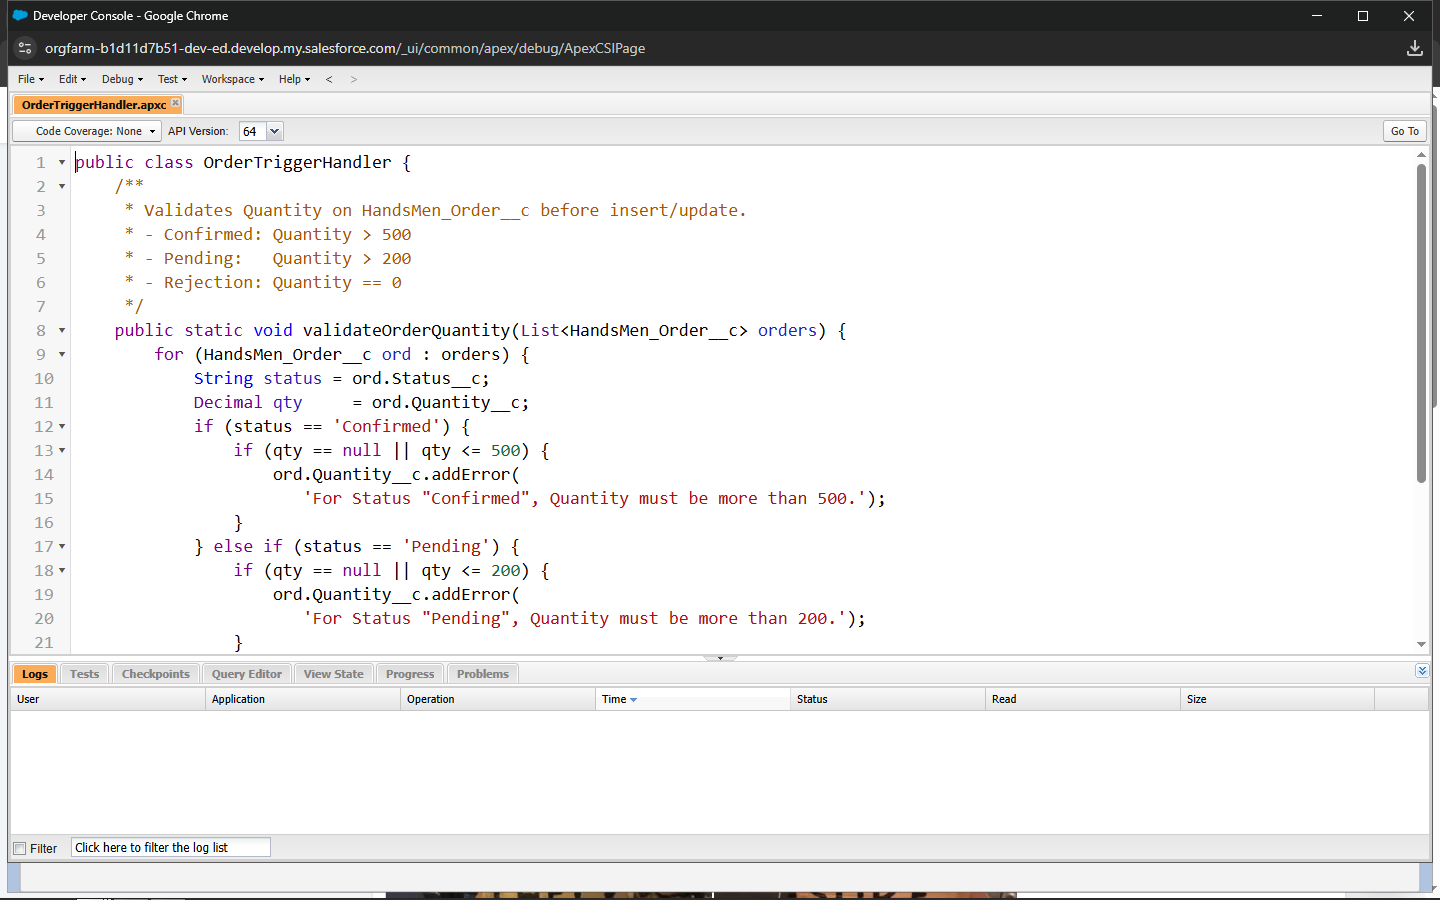 Developer Console - Google Chrome
orgfarm-b1d11d7b51-dev-ed.develop.my.salesforce.com/_ui/common/apex/debug/ApexCSIPage
File Edit Debug Test Workspace Help < >
OrderTriggerHandler.apxc
Code Coverage: None API Version: 64 Go To
1 public class OrderTriggerHandler {
2 /**
3 * Validates Quantity on HandsMen_Order__c before insert/update.
4 * - Confirmed: Quantity > 500
5 * - Pending:   Quantity > 200
6 * - Rejection: Quantity == 0
7 */
8 public static void validateOrderQuantity(List<HandsMen_Order__c> orders) {
9 for (HandsMen_Order__c ord : orders) {
10 String status = ord.Status__c;
11 Decimal qty     = ord.Quantity__c;
12 if (status == 'Confirmed') {
13 if (qty == null || qty <= 500) {
14 ord.Quantity__c.addError(
15 'For Status "Confirmed", Quantity must be more than 500.');
16 }
17 } else if (status == 'Pending') {
18 if (qty == null || qty <= 200) {
19 ord.Quantity__c.addError(
20 'For Status "Pending", Quantity must be more than 200.');
21 }
Logs Tests Checkpoints Query Editor View State Progress Problems
User Application Operation Time Status Read Size
Filter Click here to filter the log list